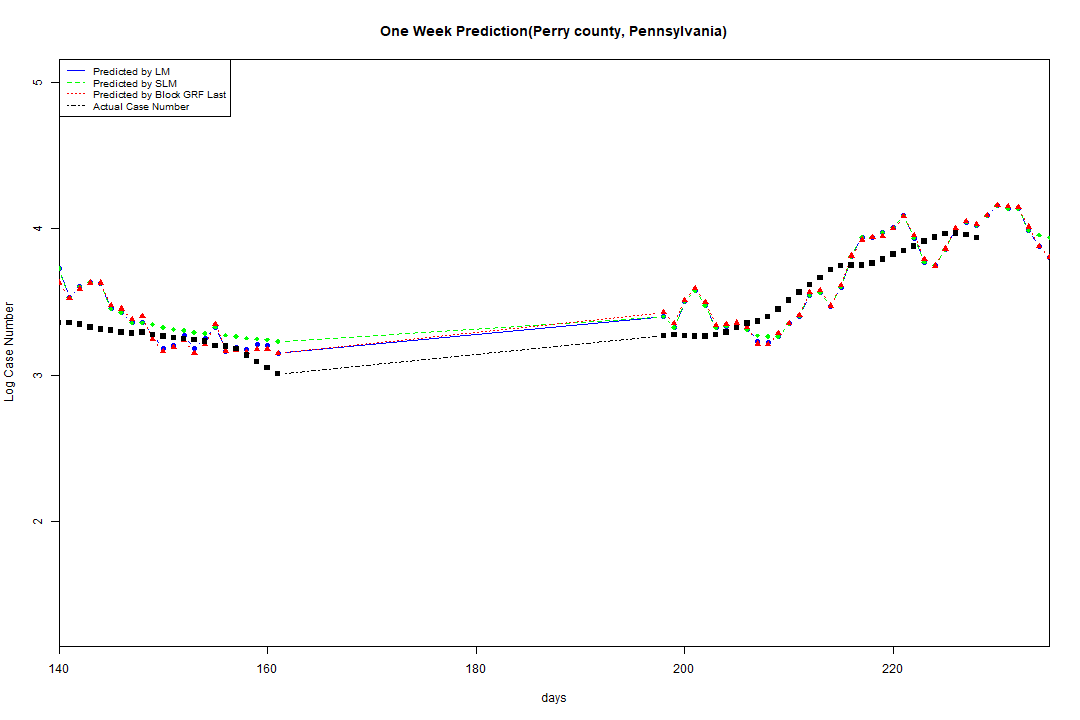 One Week Prediction(Perry county, Pennsylvania)
Predicted by LM
Predicted by SLM
Predicted by Block GRF Last
Actual Case Number
5
4
3
2
Log Case Number
140 160 180 200 220
days